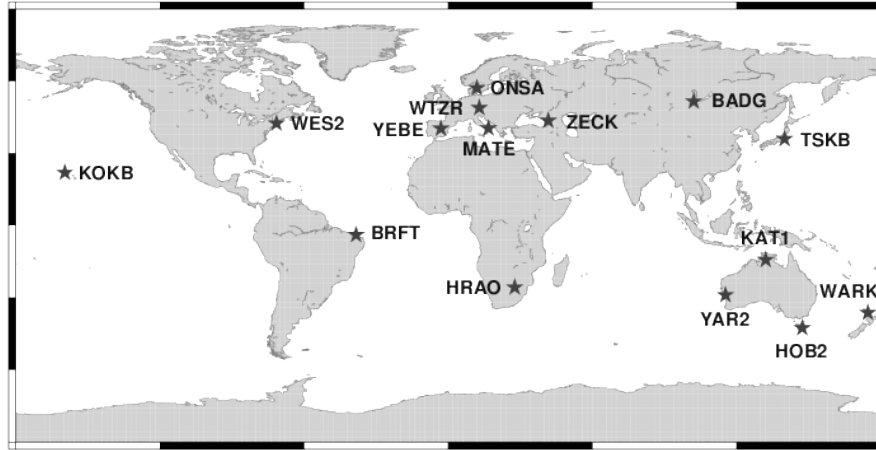 ONSA
WTZR
BADG
WES2
YEBE
ZECK
MATE
TSKB
KOKB
BRFT
KAT1
HRAO
WARK
YAR2
HOB2